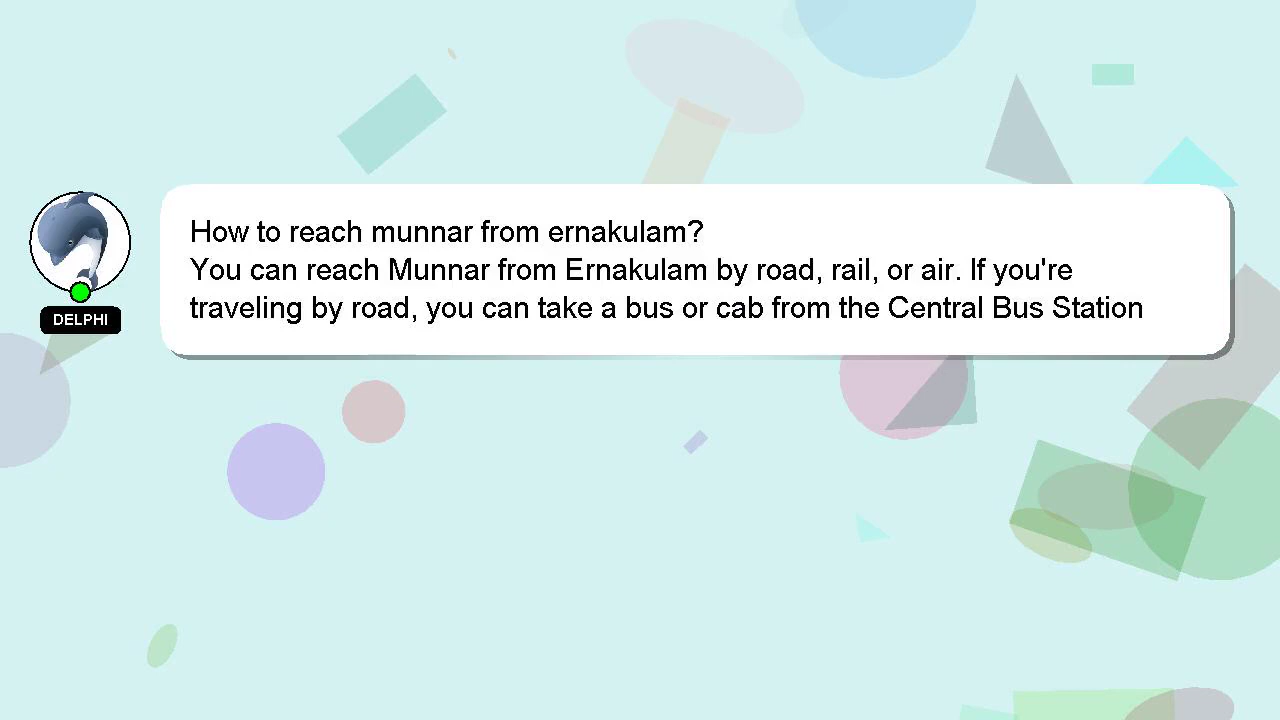 How to reach munnar from ernakulam?
You can reach Munnar from Ernakulam by road, rail, or air. If you're
traveling by road, you can take a bus or cab from the Central Bus Station
DELPHI